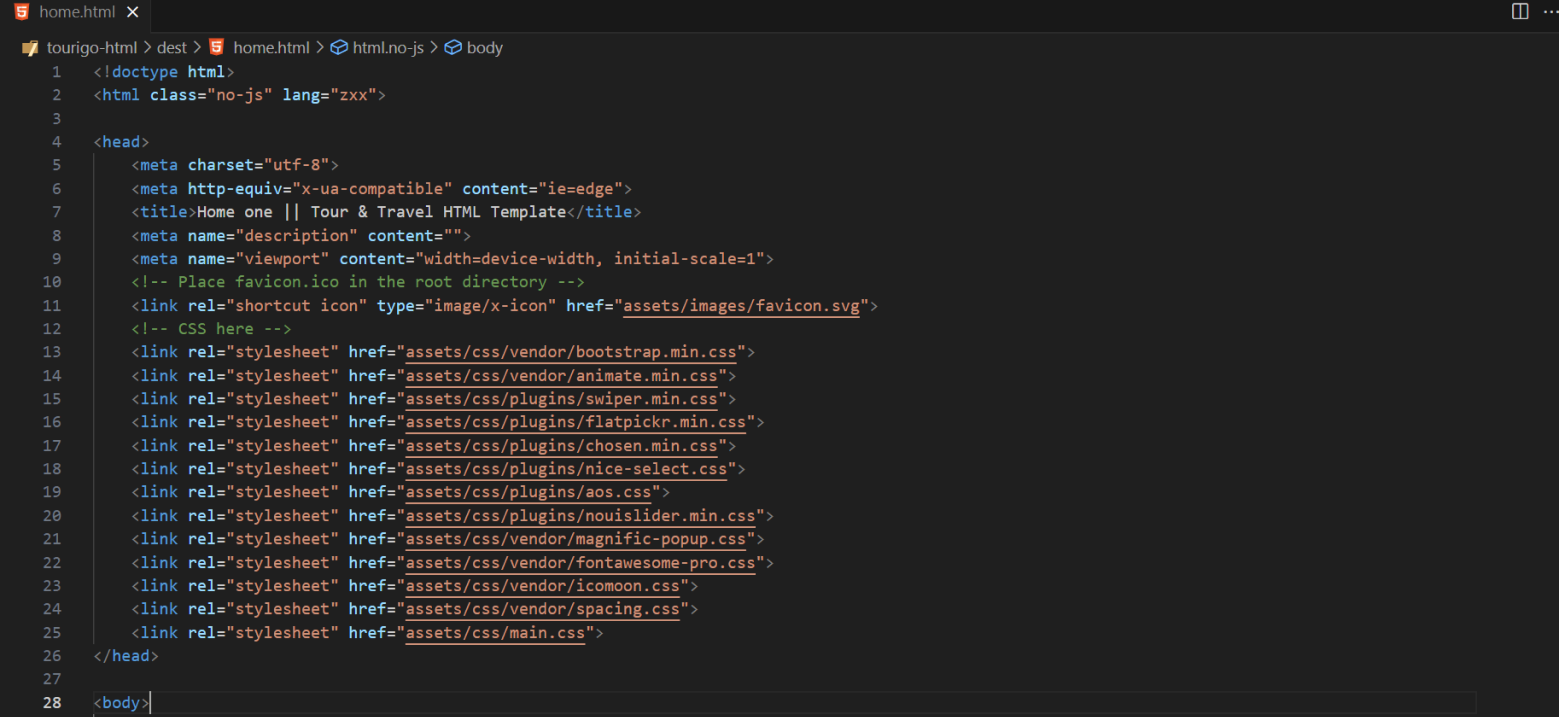 home.html
tourigo-html > dest > home.html > html.no-js > body
1 <!doctype html>
2 <html class="no-js" lang="zxx">
3
4 <head>
5     <meta charset="utf-8">
6     <meta http-equiv="x-ua-compatible" content="ie=edge">
7     <title>Home one || Tour & Travel HTML Template</title>
8     <meta name="description" content="">
9     <meta name="viewport" content="width=device-width, initial-scale=1">
10     <!-- Place favicon.ico in the root directory -->
11     <link rel="shortcut icon" type="image/x-icon" href="assets/images/favicon.svg">
12     <!-- CSS here -->
13     <link rel="stylesheet" href="assets/css/vendor/bootstrap.min.css">
14     <link rel="stylesheet" href="assets/css/vendor/animate.min.css">
15     <link rel="stylesheet" href="assets/css/plugins/swiper.min.css">
16     <link rel="stylesheet" href="assets/css/plugins/flatpickr.min.css">
17     <link rel="stylesheet" href="assets/css/plugins/chosen.min.css">
18     <link rel="stylesheet" href="assets/css/plugins/nice-select.css">
19     <link rel="stylesheet" href="assets/css/plugins/aos.css">
20     <link rel="stylesheet" href="assets/css/plugins/nouislider.min.css">
21     <link rel="stylesheet" href="assets/css/vendor/magnific-popup.css">
22     <link rel="stylesheet" href="assets/css/vendor/fontawesome-pro.css">
23     <link rel="stylesheet" href="assets/css/vendor/icomoon.css">
24     <link rel="stylesheet" href="assets/css/vendor/spacing.css">
25     <link rel="stylesheet" href="assets/css/main.css">
26 </head>
27
28 <body>